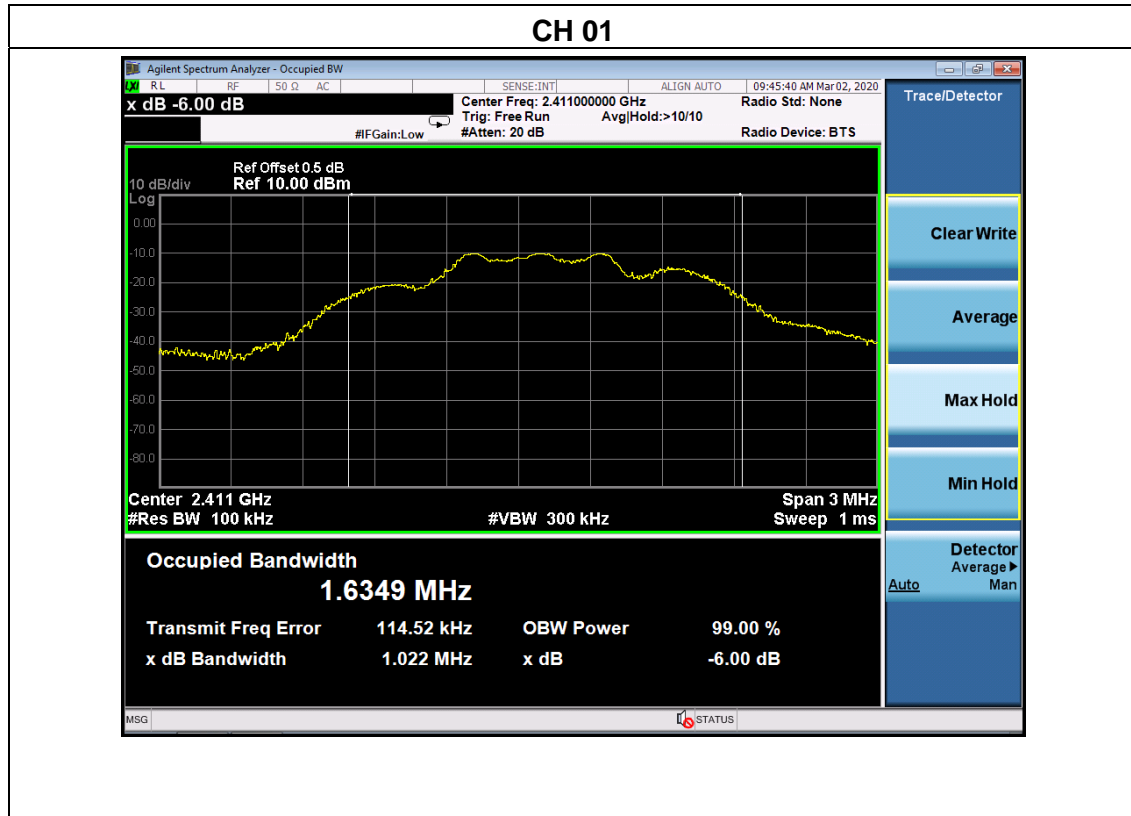 CH 01
Agilent Spectrum Analyzer - Occupied BW
LXI RL RF 50 Ω AC SENSE:INT ALIGN AUTO 09:45:40 AM Mar 02, 2020
x dB -6.00 dB
Center Freq: 2.411000000 GHz
Radio Std: None
Trig: Free Run Avg|Hold:>10/10
#IFGain:Low
#Atten: 20 dB
Radio Device: BTS
Ref Offset 0.5 dB
10 dB/div Ref 10.00 dBm
Log
0.00
-10.0
-20.0
-30.0
-40.0
-50.0
-60.0
-70.0
-80.0
Center 2.411 GHz Span 3 MHz
#Res BW 100 kHz #VBW 300 kHz Sweep 1 ms
Occupied Bandwidth
1.6349 MHz
Transmit Freq Error 114.52 kHz OBW Power 99.00 %
x dB Bandwidth 1.022 MHz x dB -6.00 dB
MSG STATUS
Trace/Detector
Clear Write
Average
Max Hold
Min Hold
Detector
Average▶
Auto Man